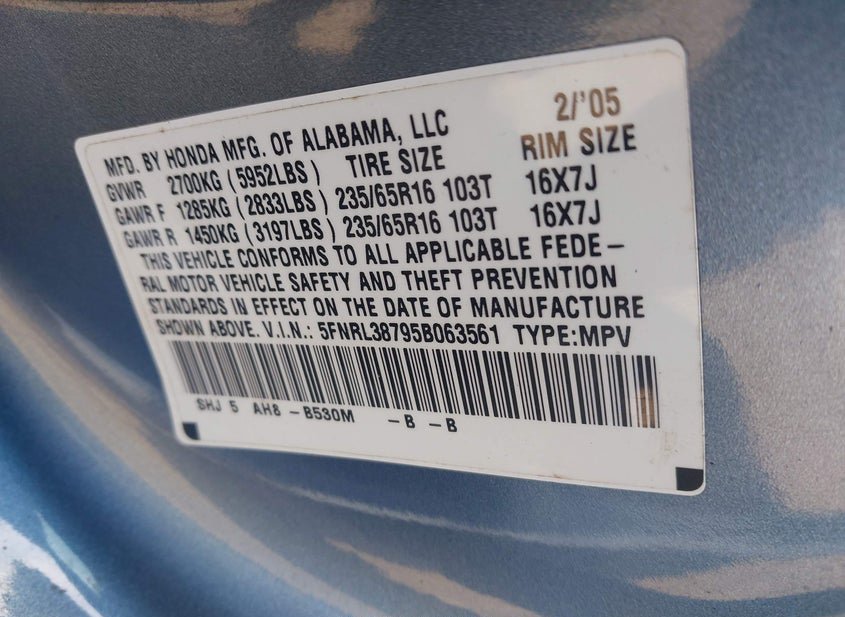 2/'05
MFD. BY HONDA MFG. OF ALABAMA, LLC
GVWR 2700KG (5952LBS) TIRE SIZE RIM SIZE
GAWR F 1285KG (2833LBS) 235/65R16 103T 16X7J
GAWR R 1450KG (3197LBS) 235/65R16 103T 16X7J
THIS VEHICLE CONFORMS TO ALL APPLICABLE FEDE–
RAL MOTOR VEHICLE SAFETY AND THEFT PREVENTION
STANDARDS IN EFFECT ON THE DATE OF MANUFACTURE
SHOWN ABOVE. V.I.N.: 5FNRL38795B063561 TYPE:MPV
SHJ 5 AH8 – B530M – B – B